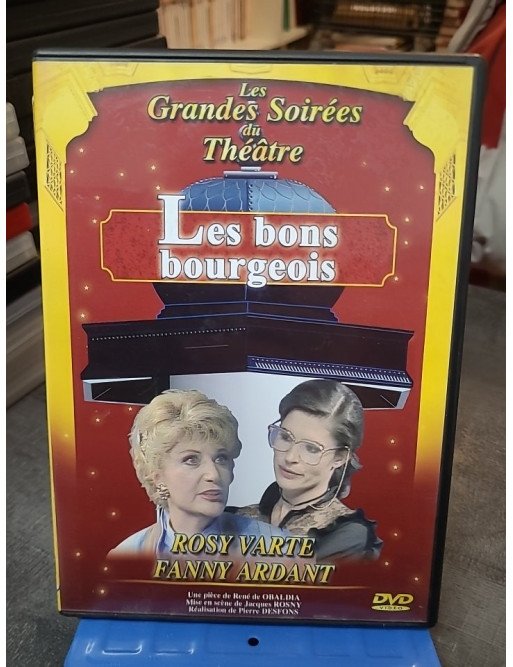 Les
Grandes Soirées
du
Théâtre
Les bons
bourgeois
ROSY VARTE
FANNY ARDANT
Une pièce de René de OBALDIA
Mise en scène de Jacques ROSNY
Réalisation de Pierre DESFONS
DVD
VIDEO